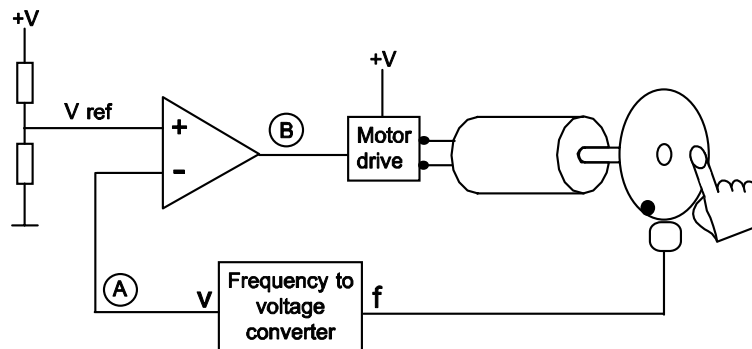 +V
+V
V ref
+
B
Motor
drive
-
A
v
Frequency to
voltage
converter
f